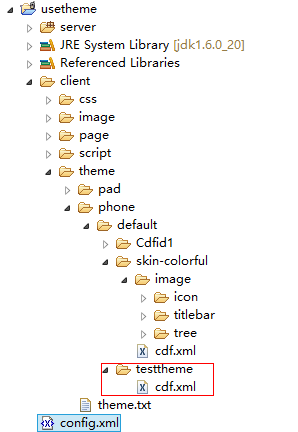 usetheme
server
JRE System Library [jdk1.6.0_20]
Referenced Libraries
client
css
image
page
script
theme
pad
phone
default
Cdfid1
skin-colorful
image
icon
titlebar
tree
cdf.xml
testtheme
cdf.xml
theme.txt
config.xml